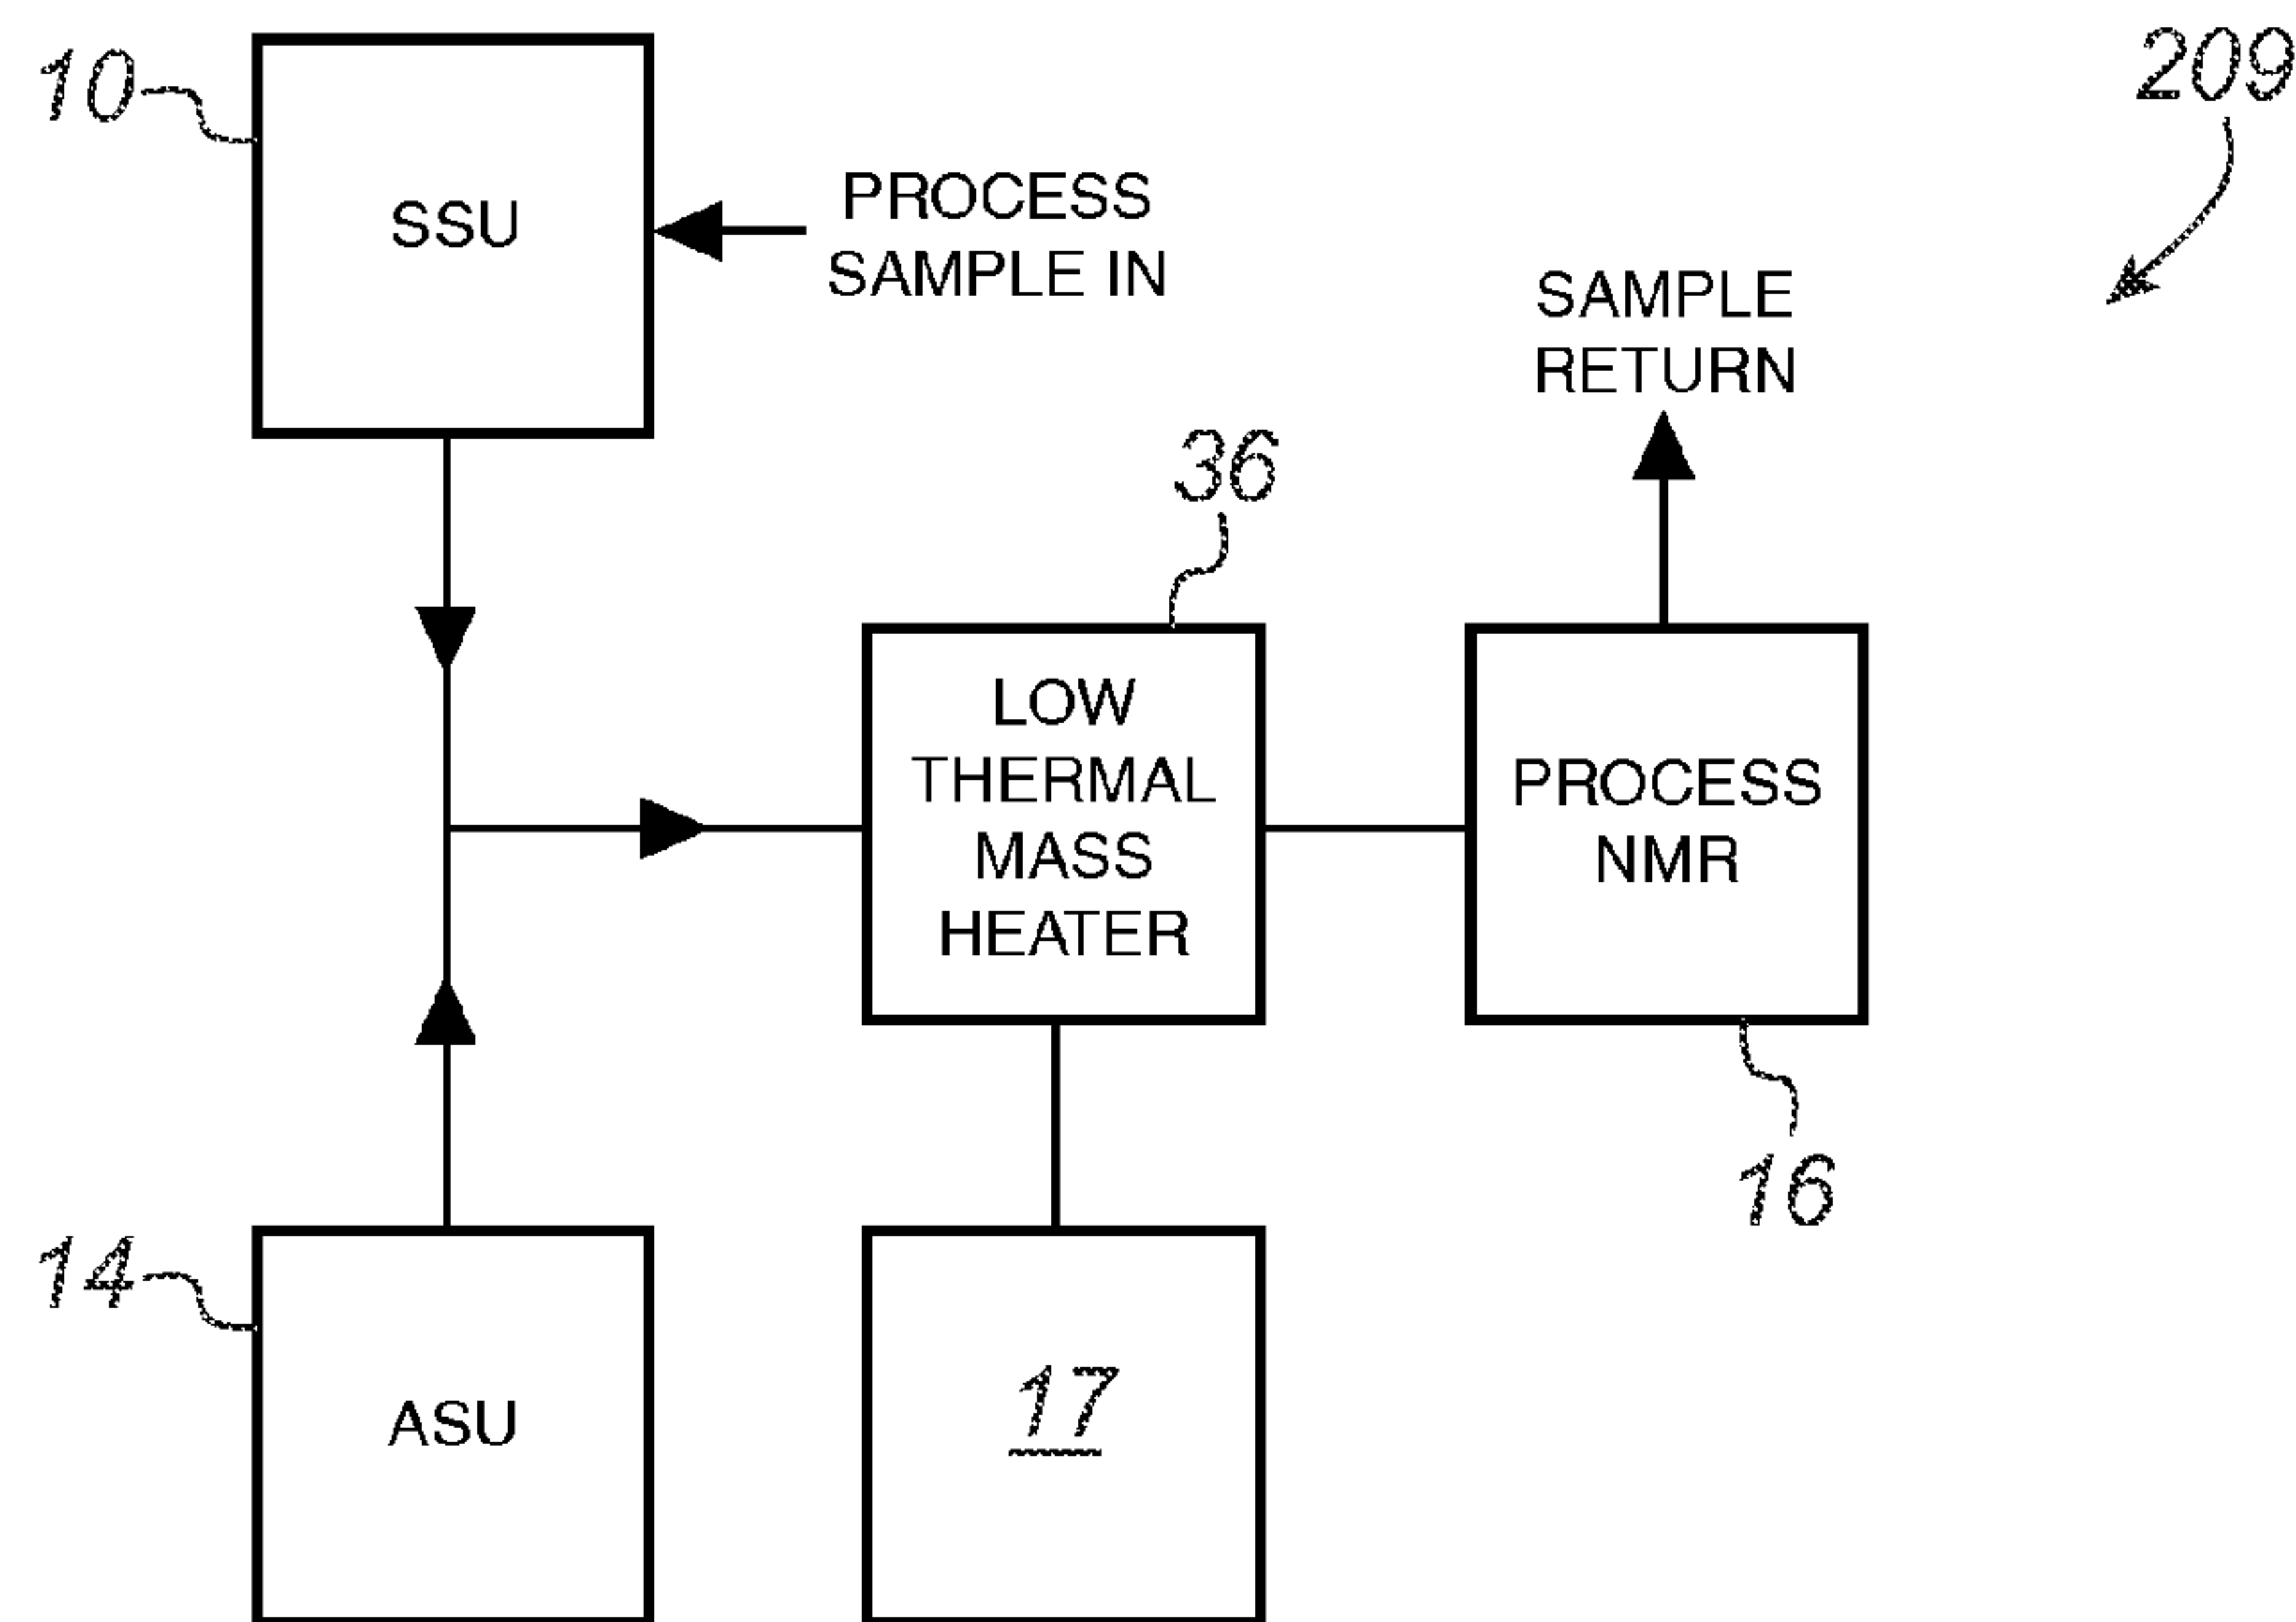 10
SSU
PROCESS
SAMPLE IN
209
SAMPLE
RETURN
36
LOW
THERMAL
MASS
HEATER
PROCESS
NMR
16
14
ASU
17